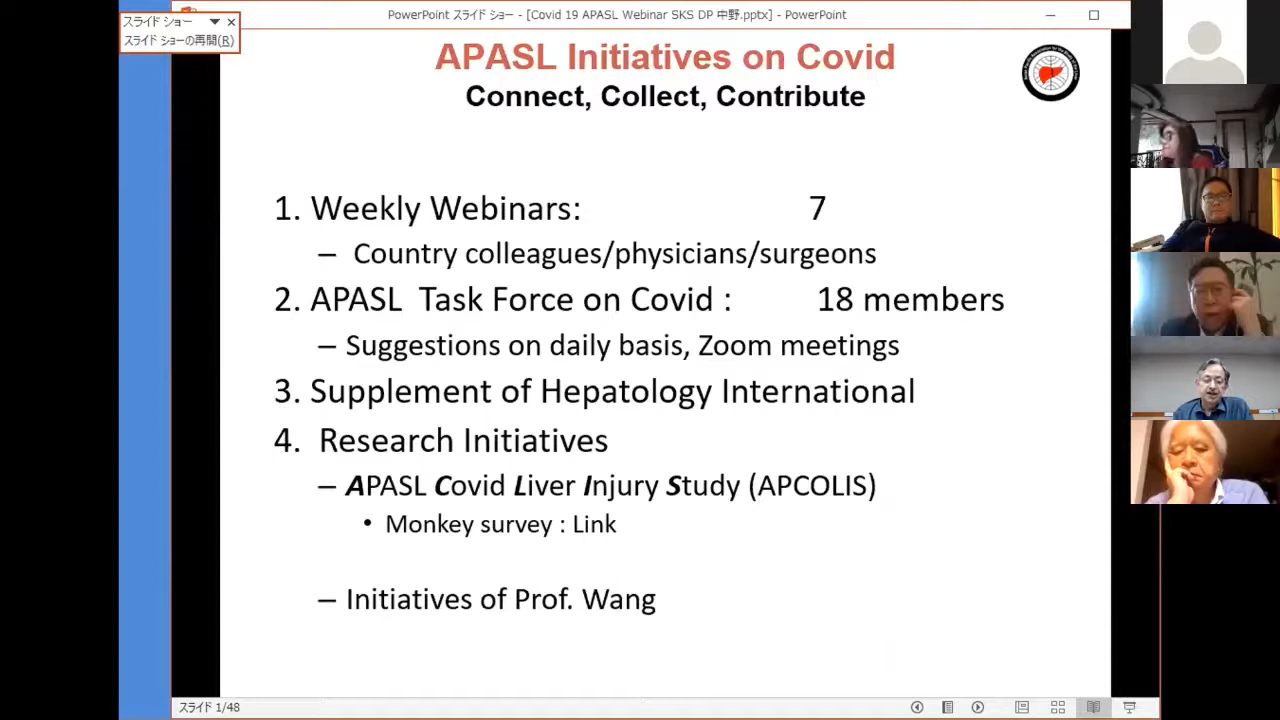 スライド ショー
スライド ショーの再開(R)
PowerPoint スライド ショー - [Covid 19 APASL Webinar SKS DP 中野.pptx] - PowerPoint
APASL Initiatives on Covid
Connect, Collect, Contribute
1. Weekly Webinars: 7
– Country colleagues/physicians/surgeons
2. APASL Task Force on Covid : 18 members
– Suggestions on daily basis, Zoom meetings
3. Supplement of Hepatology International
4. Research Initiatives
– APASL Covid Liver Injury Study (APCOLIS)
• Monkey survey : Link
– Initiatives of Prof. Wang
スライド 1/48